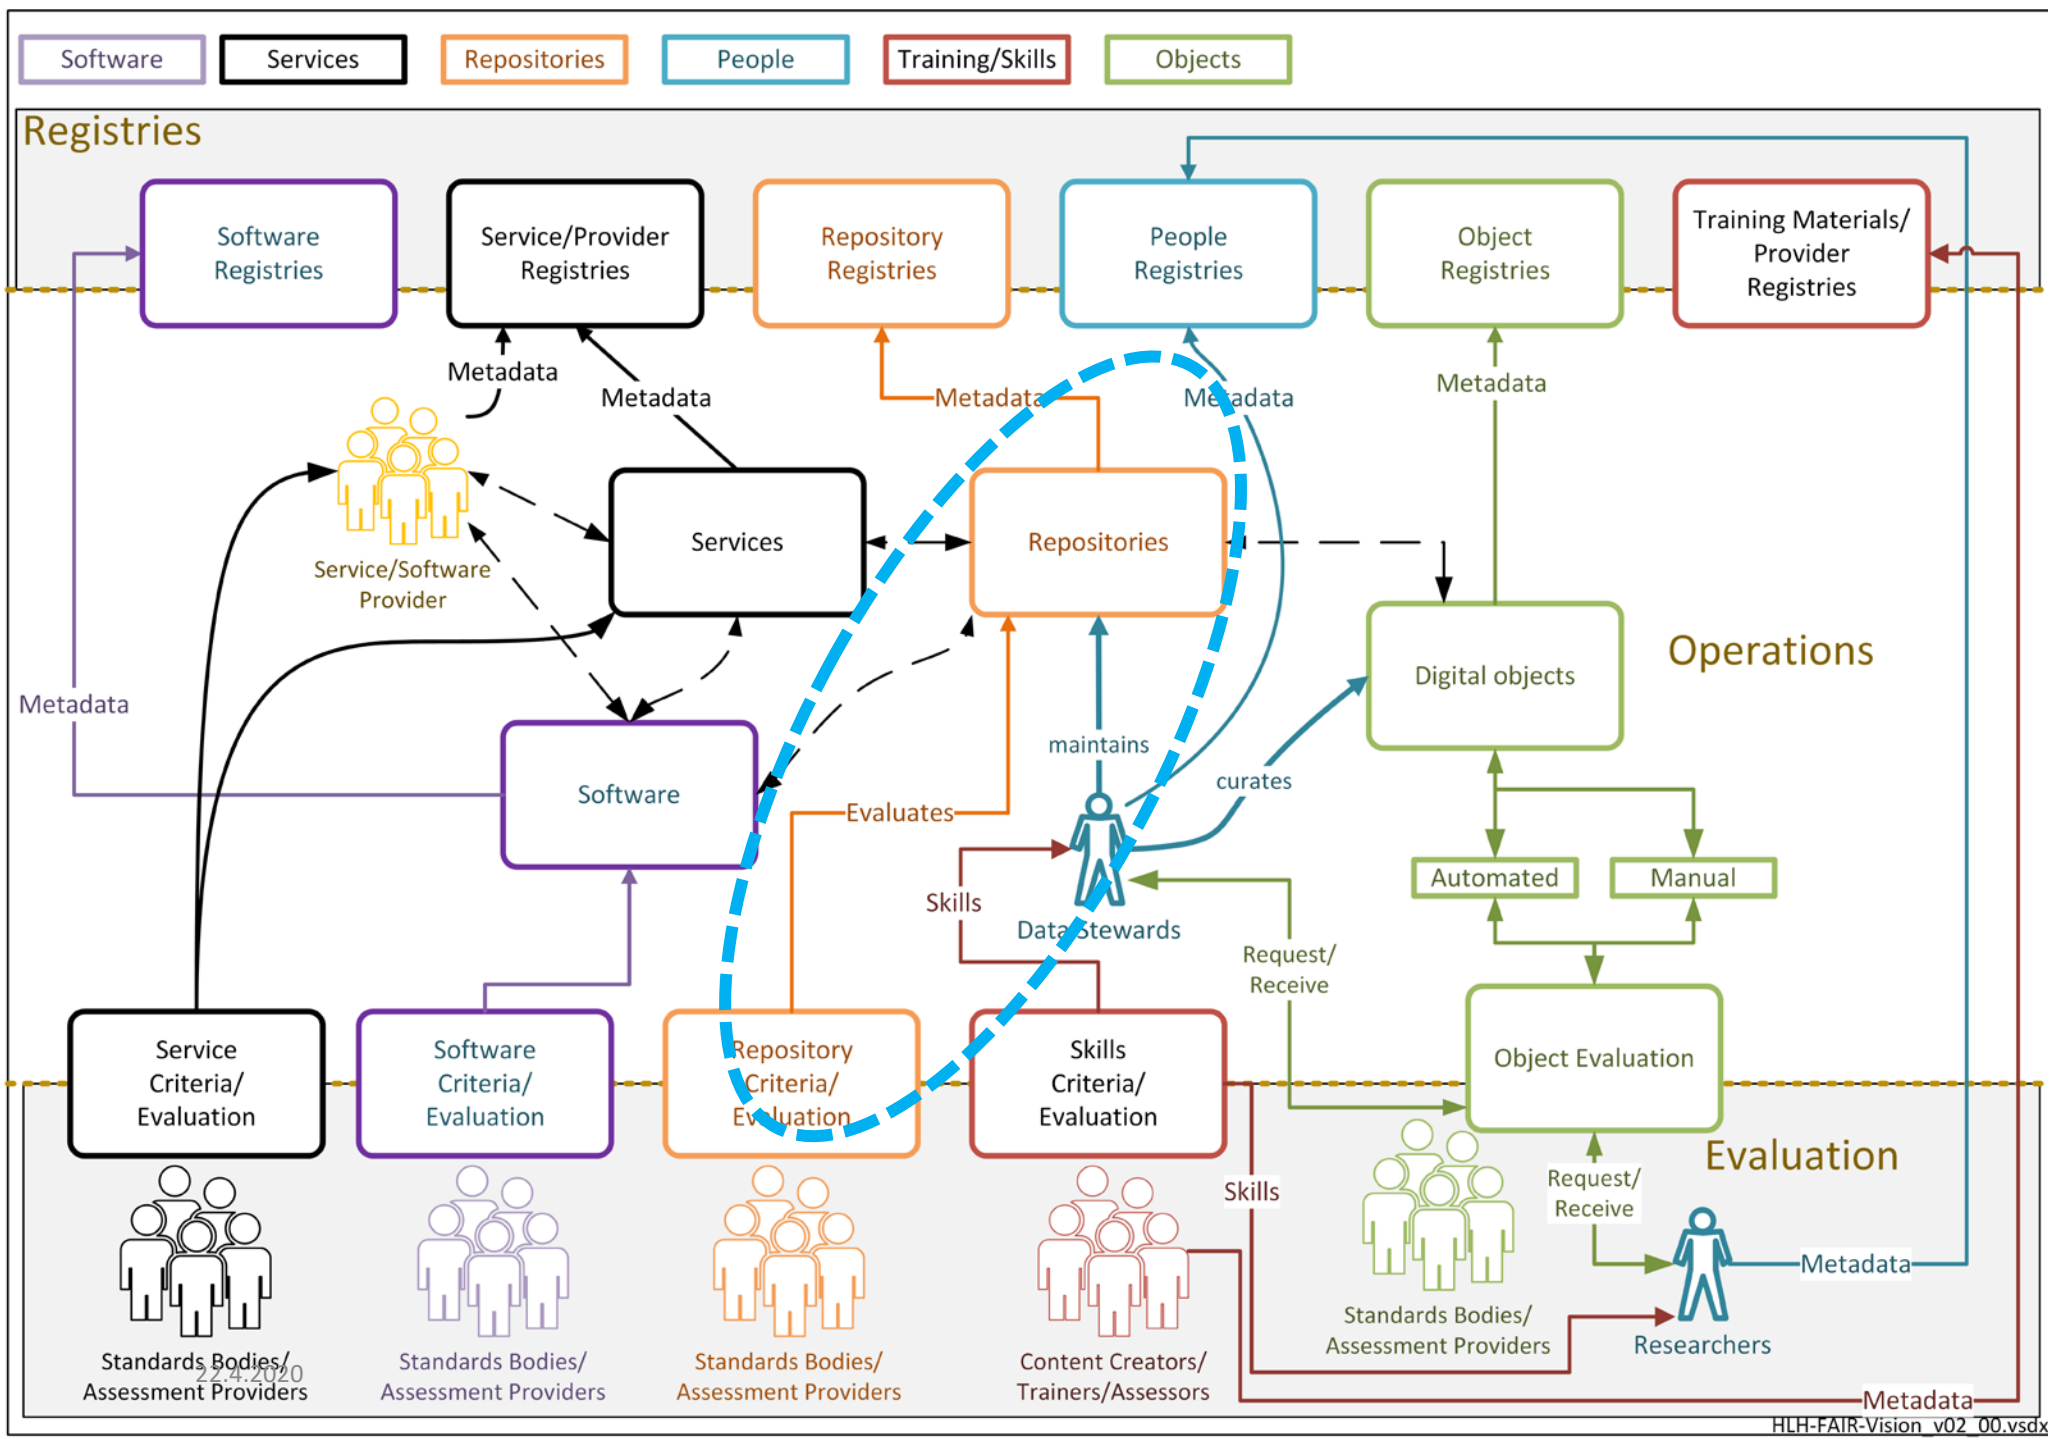 Software
Services
Repositories
People
Training/Skills
Objects
Registries
Software
Registries
Service/Provider
Registries
Repository
Registries
People
Registries
Object
Registries
Training Materials/
Provider
Registries
Metadata
Metadata
Metadata
Metadata
Metadata
Service/Software
Provider
Services
Repositories
Operations
Digital objects
Metadata
maintains
curates
Software
Evaluates
Automated
Manual
Skills
Data Stewards
Request/
Receive
Service
Criteria/
Evaluation
Software
Criteria/
Evaluation
Repository
Criteria/
Evaluation
Skills
Criteria/
Evaluation
Object Evaluation
Evaluation
Skills
Request/
Receive
Metadata
Standards Bodies/
Assessment Providers
Researchers
Standards Bodies/
Assessment Providers
22.4.2020
Standards Bodies/
Assessment Providers
Standards Bodies/
Assessment Providers
Content Creators/
Trainers/Assessors
Metadata
HLH-FAIR-Vision_v02_00.vsdx